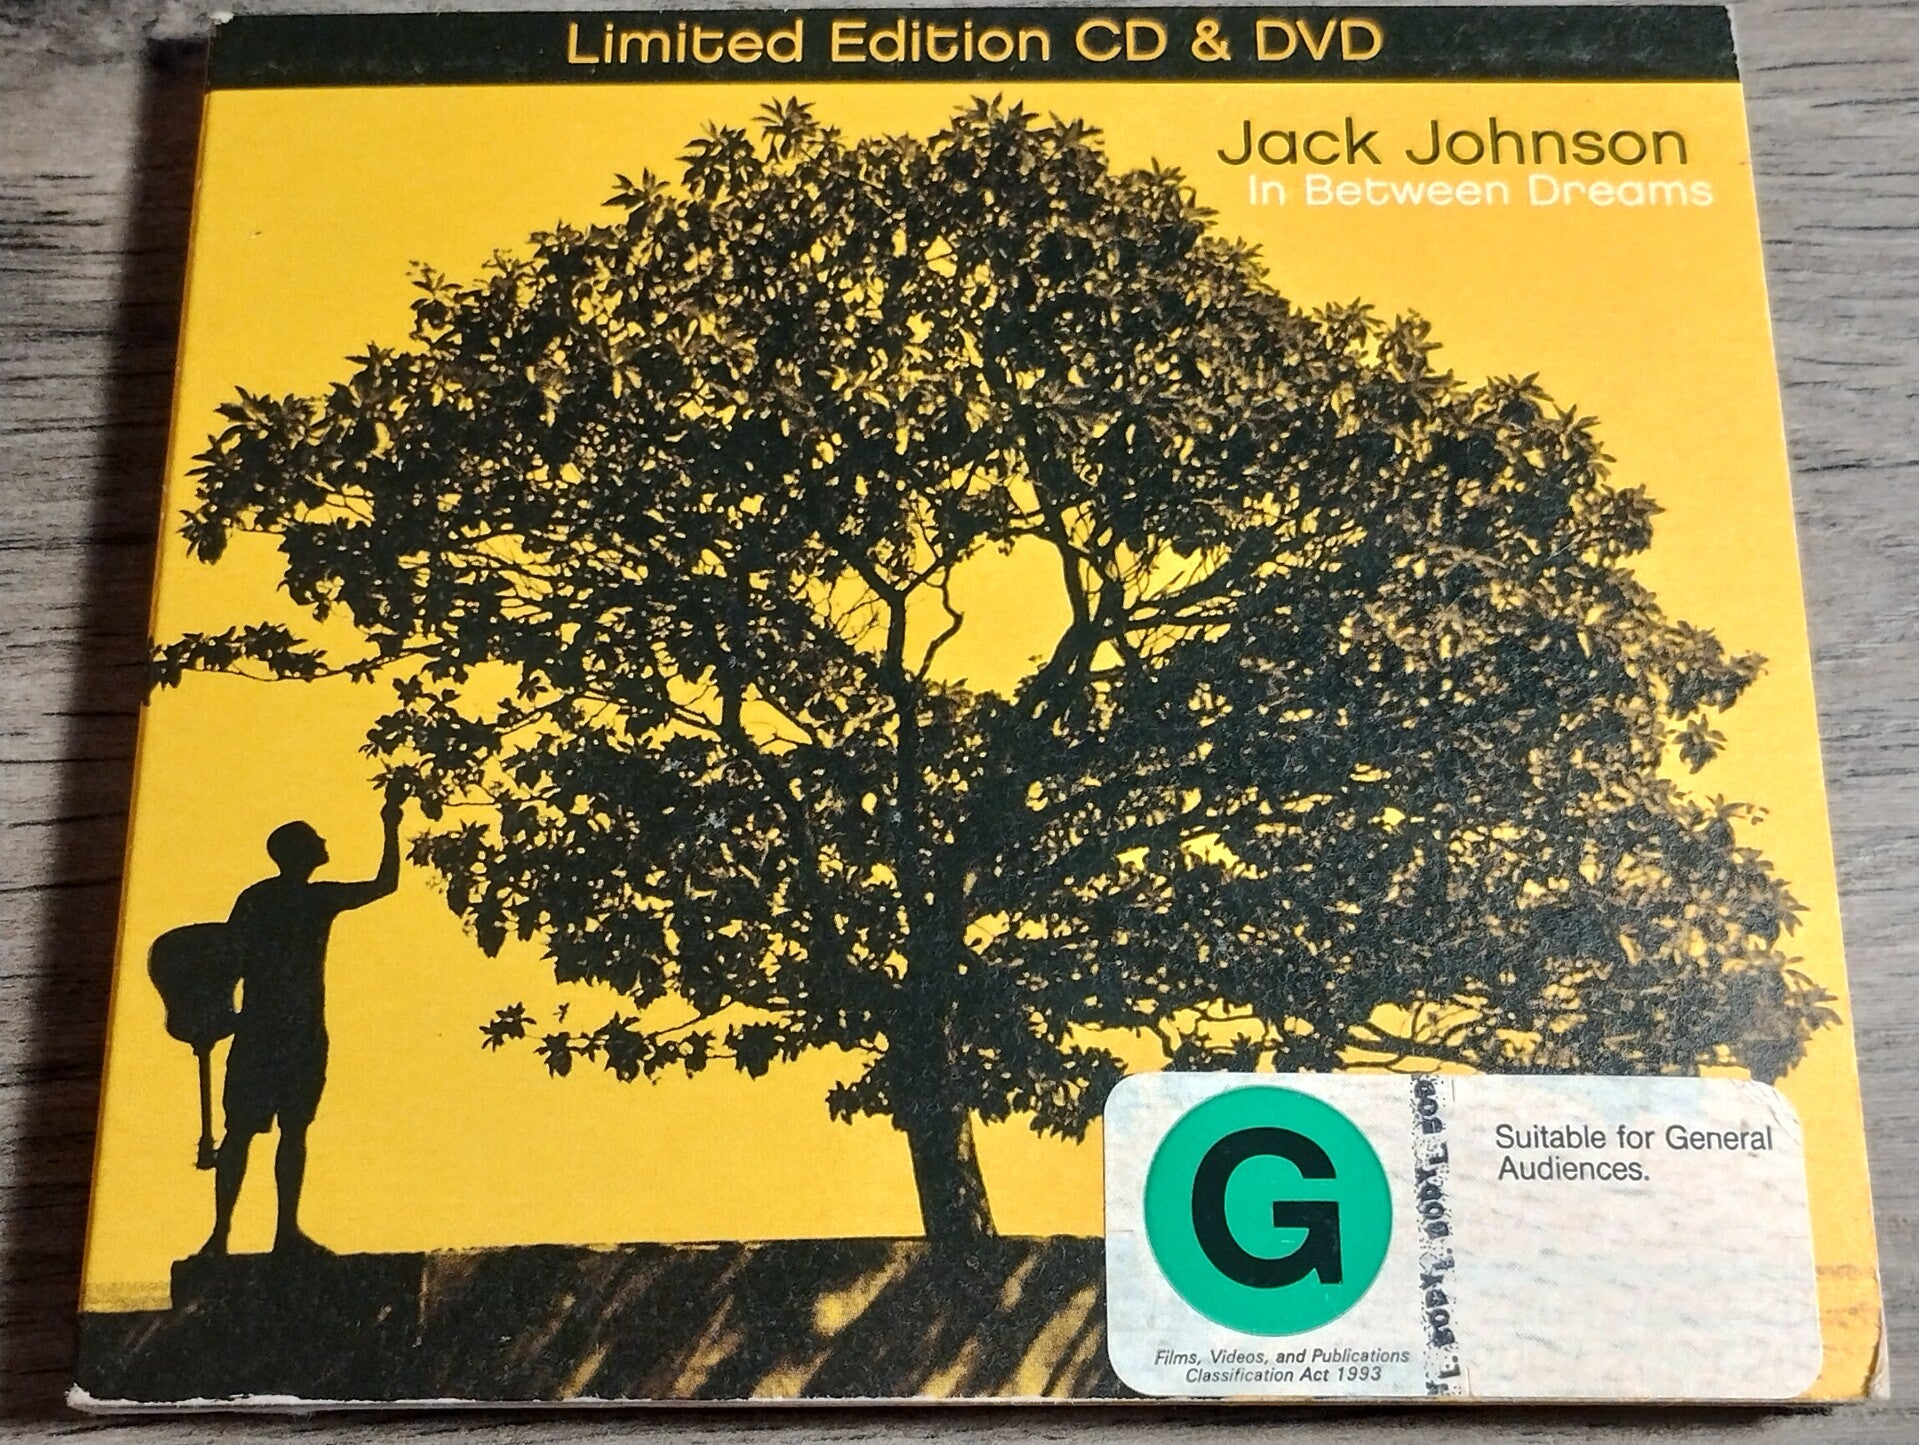 Limited Edition CD & DVD
Jack Johnson
In Between Dreams
G
Suitable for General
Audiences.
Films, Videos, and Publications
Classification Act 1993